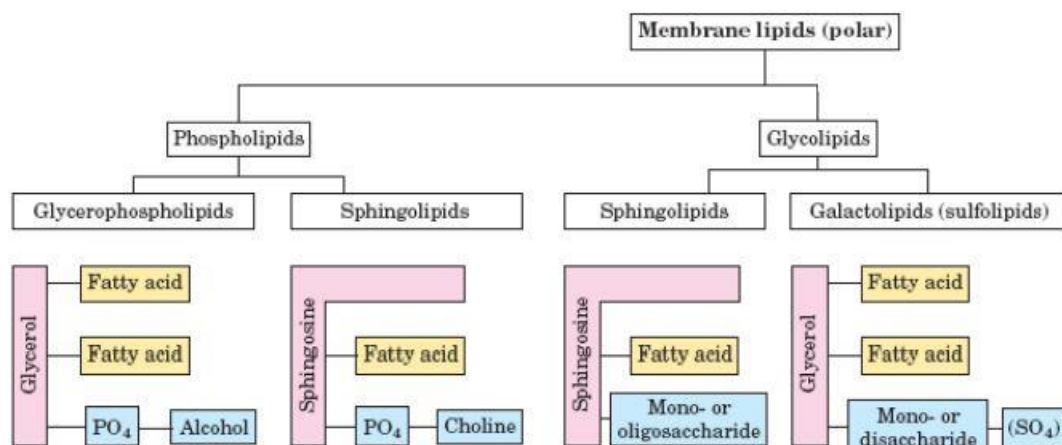 Membrane lipids (polar)
Phospholipids
Glycolipids
Glycerophospholipids
Sphingolipids
Sphingolipids
Galactolipids (sulfolipids)
Glycerol
Fatty acid
Fatty acid
PO4
Alcohol
Sphingosine
Fatty acid
PO4
Choline
Sphingosine
Fatty acid
Mono- or
oligosaccharide
Glycerol
Fatty acid
Fatty acid
Mono- or
disaccharide
(SO4)